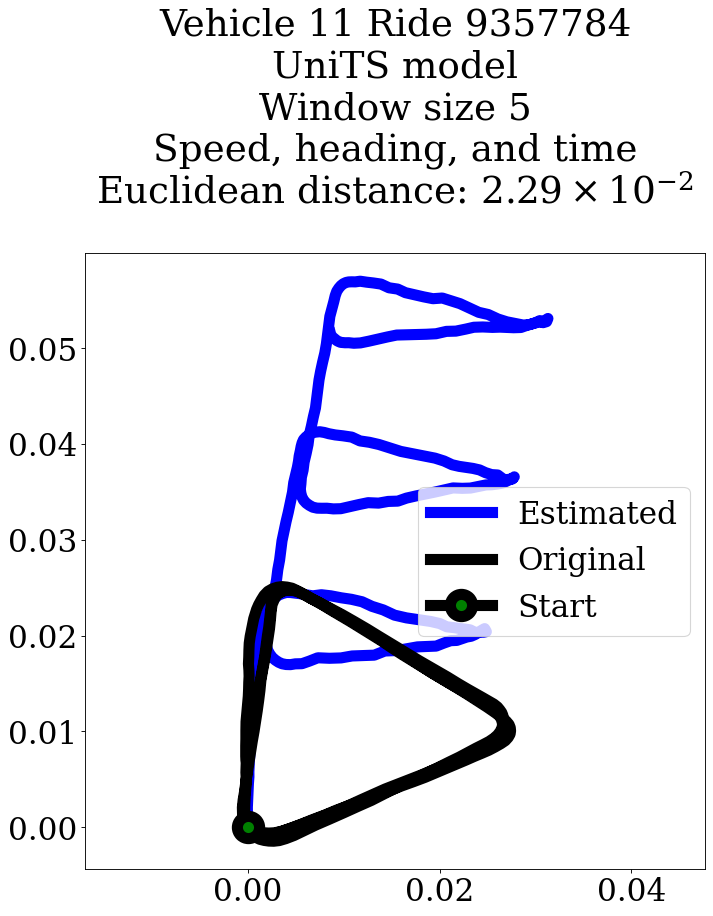 Vehicle 11 Ride 9357784
UniTS model
Window size 5
Speed, heading, and time
Euclidean distance: 2.29 × 10⁻²
0.05
0.04
0.03
0.02
0.01
0.00
Estimated
Original
Start
0.00 0.02 0.04